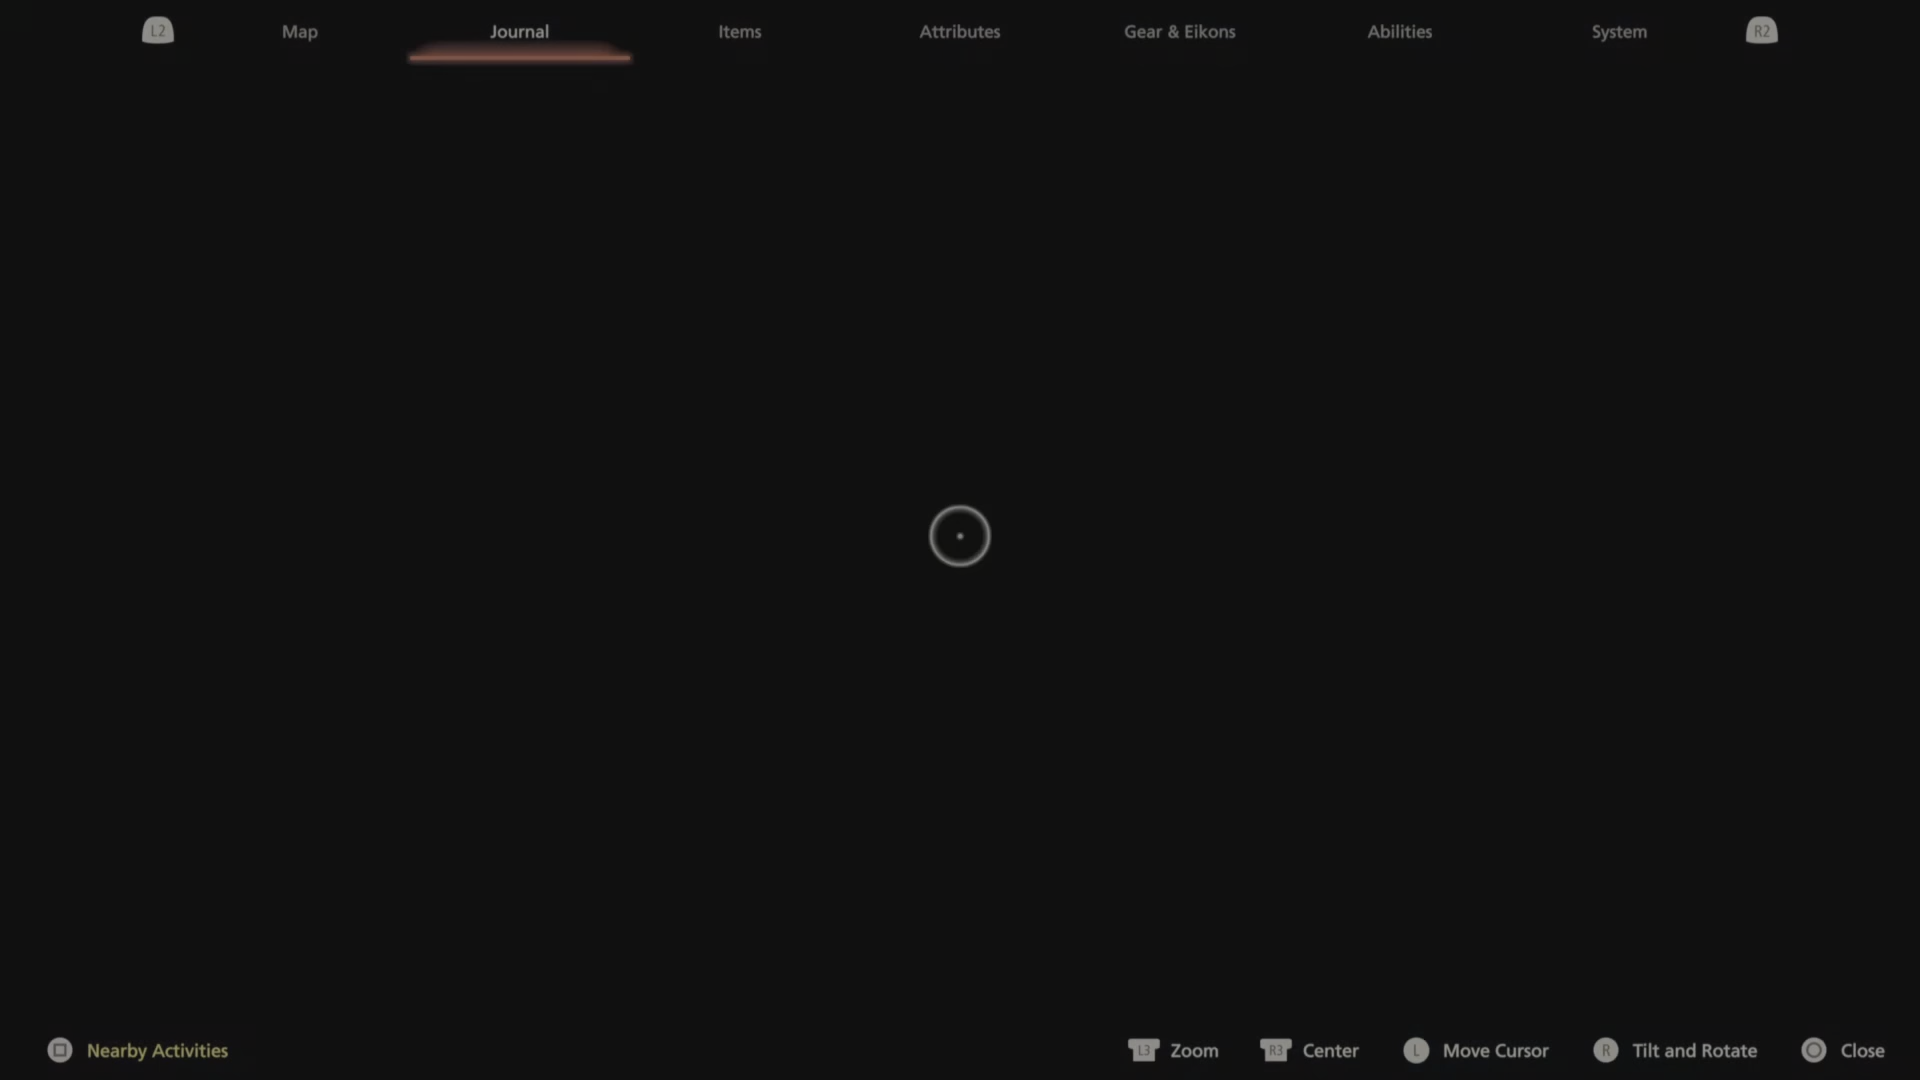 L2 Map Journal Items Attributes Gear & Eikons Abilities System R2
Nearby Activities L3 Zoom R3 Center L Move Cursor R Tilt and Rotate Close